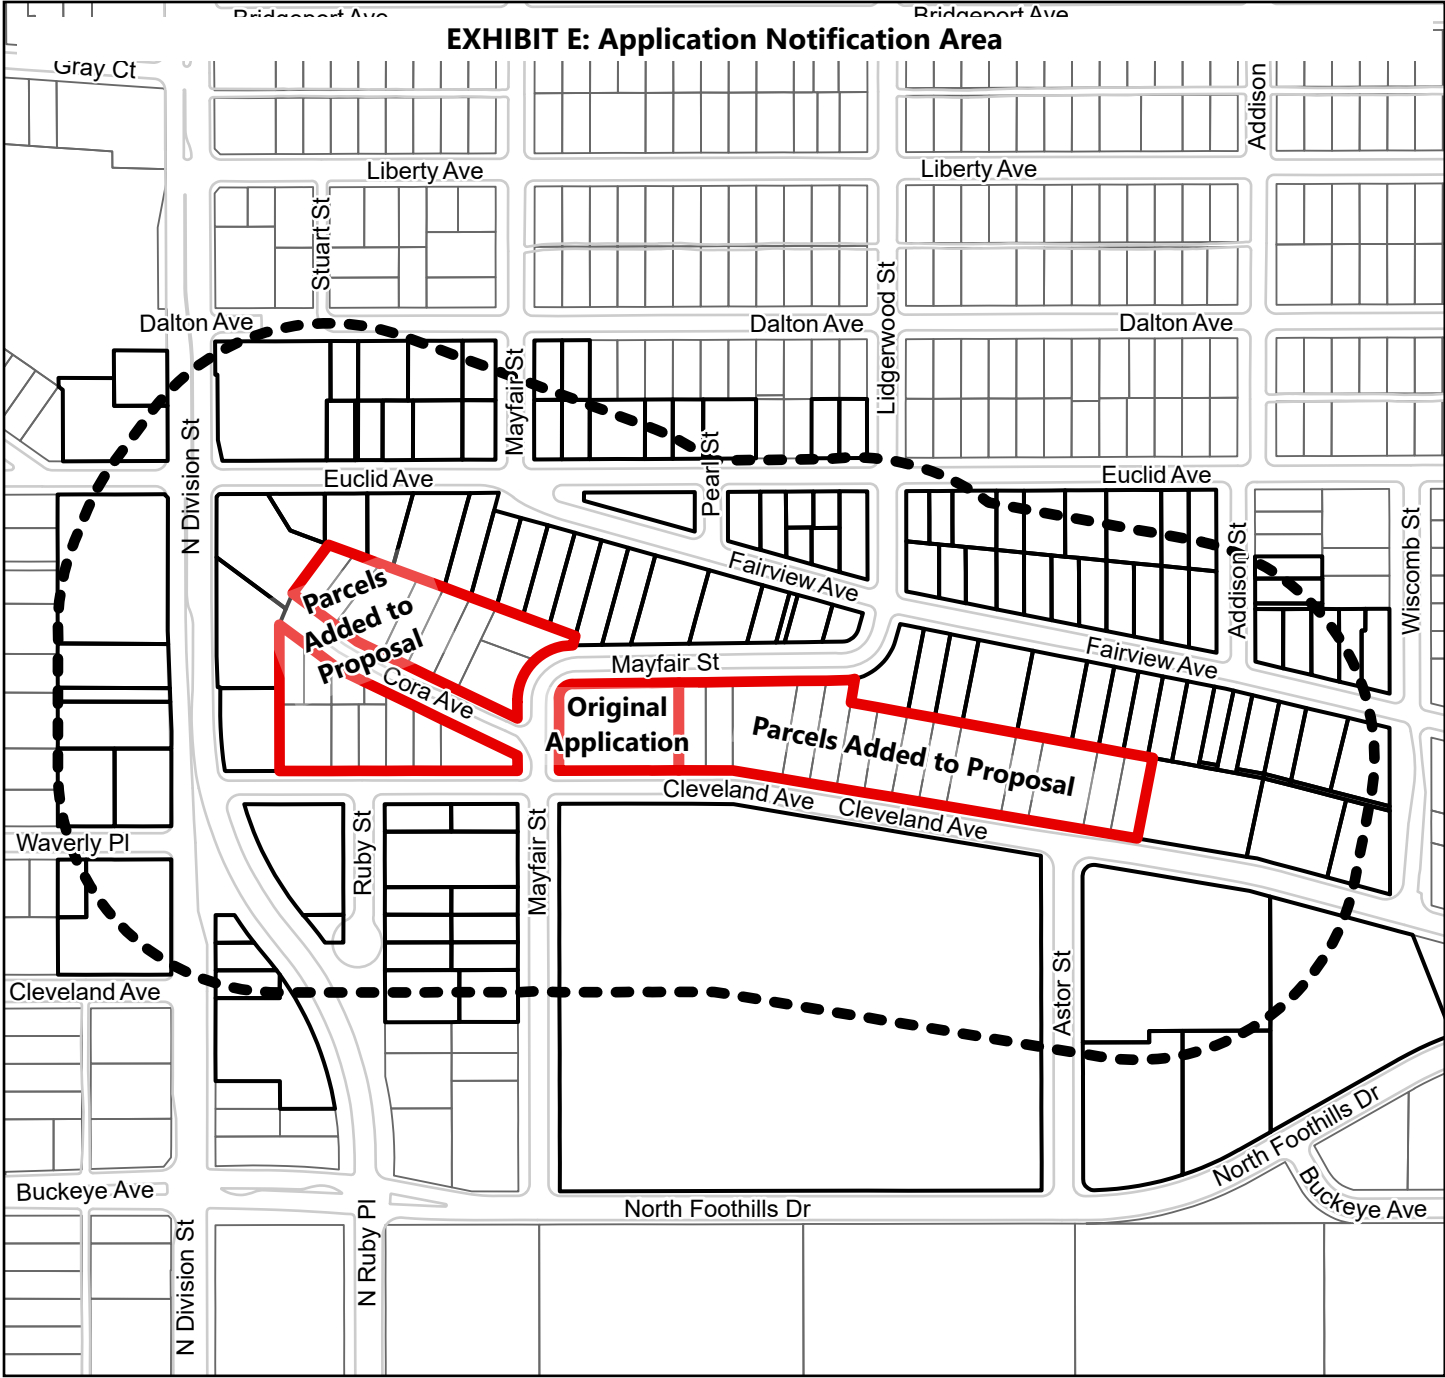 Bridgeport Ave
Bridgeport Ave
EXHIBIT E: Application Notification Area
Gray Ct
Addison
Liberty Ave
Liberty Ave
Stuart St
Lidgerwood St
Dalton Ave
Dalton Ave
Dalton Ave
Mayfair St
N Division St
Pearl St
Euclid Ave
Euclid Ave
Addison St
Wiscomb St
Fairview Ave
Fairview Ave
Parcels
Added to
Proposal
Mayfair St
Cora Ave
Original
Application
Parcels Added to Proposal
Cleveland Ave
Cleveland Ave
Waverly Pl
Ruby St
Mayfair St
Astor St
Cleveland Ave
North Foothills Dr
Buckeye Ave
Buckeye Ave
North Foothills Dr
N Division St
N Ruby Pl